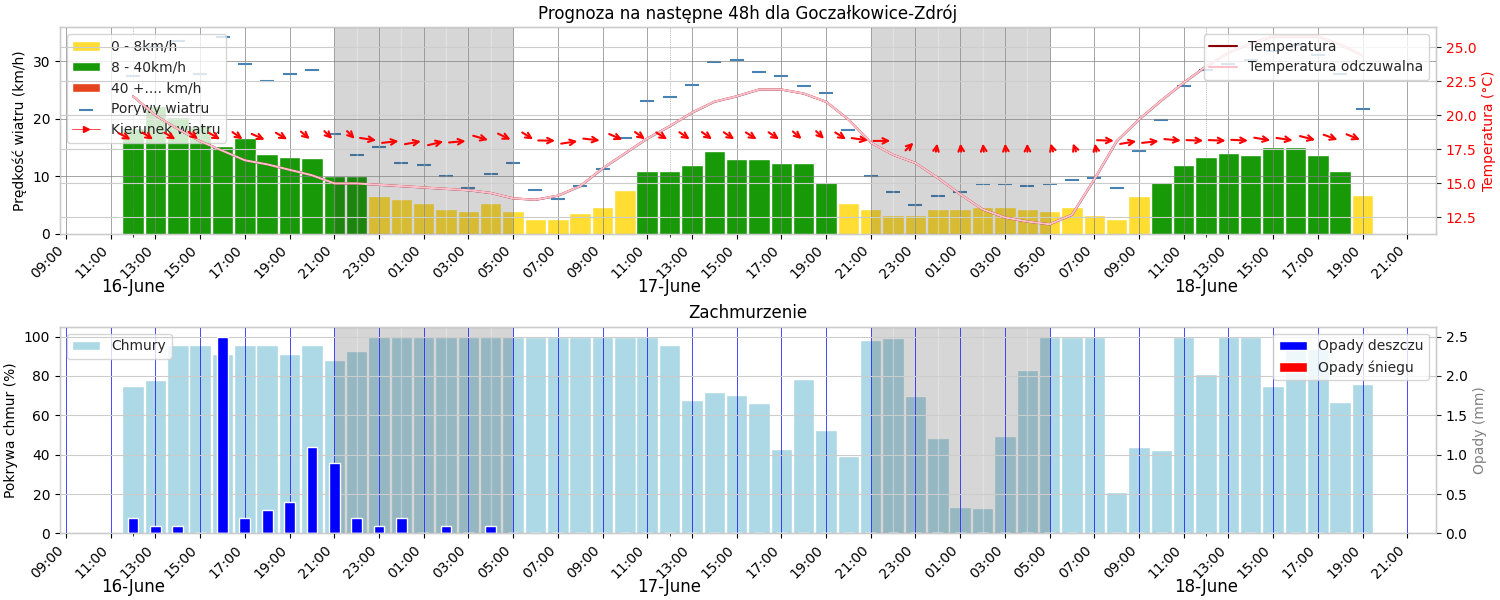 Prognoza na następne 48h dla Goczałkowice-Zdrój
Prędkość wiatru (km/h)
30
20
10
0
0 - 8km/h
8 - 40km/h
40 +.... km/h
Porywy wiatru
Kierunek wiatru
Temperatura
Temperatura odczuwalna
25.0
22.5
20.0
17.5
15.0
12.5
Temperatura (°C)
09:00 11:00 13:00 15:00 17:00 19:00 21:00 23:00 01:00 03:00 05:00 07:00 09:00 11:00 13:00 15:00 17:00 19:00 21:00 23:00 01:00 03:00 05:00 07:00 09:00 11:00 13:00 15:00 17:00 19:00 21:00
16-June 17-June 18-June
Zachmurzenie
Pokrywa chmur (%)
100
80
60
40
20
0
Chmury
Opady deszczu
Opady śniegu
2.5
2.0
1.5
1.0
0.5
0.0
Opady (mm)
09:00 11:00 13:00 15:00 17:00 19:00 21:00 23:00 01:00 03:00 05:00 07:00 09:00 11:00 13:00 15:00 17:00 19:00 21:00 23:00 01:00 03:00 05:00 07:00 09:00 11:00 13:00 15:00 17:00 19:00 21:00
16-June 17-June 18-June